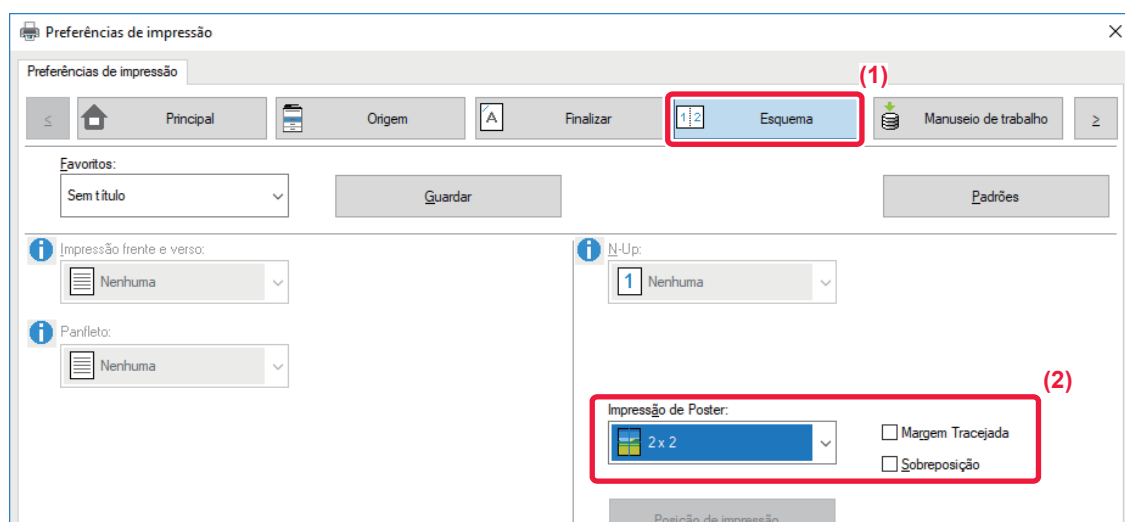 Preferências de impressão
Preferências de impressão
(1)
< Principal Origem A Finalizar 1 2 Esquema Manuseio de trabalho >
Favoritos:
Sem título Guardar Padrões
Impressão frente e verso: N-Up:
Nenhuma 1 Nenhuma
Panfleto:
Nenhuma
(2)
Impressão de Poster:
2 x 2 Margem Tracejada
Sobreposição
Posição de impressão